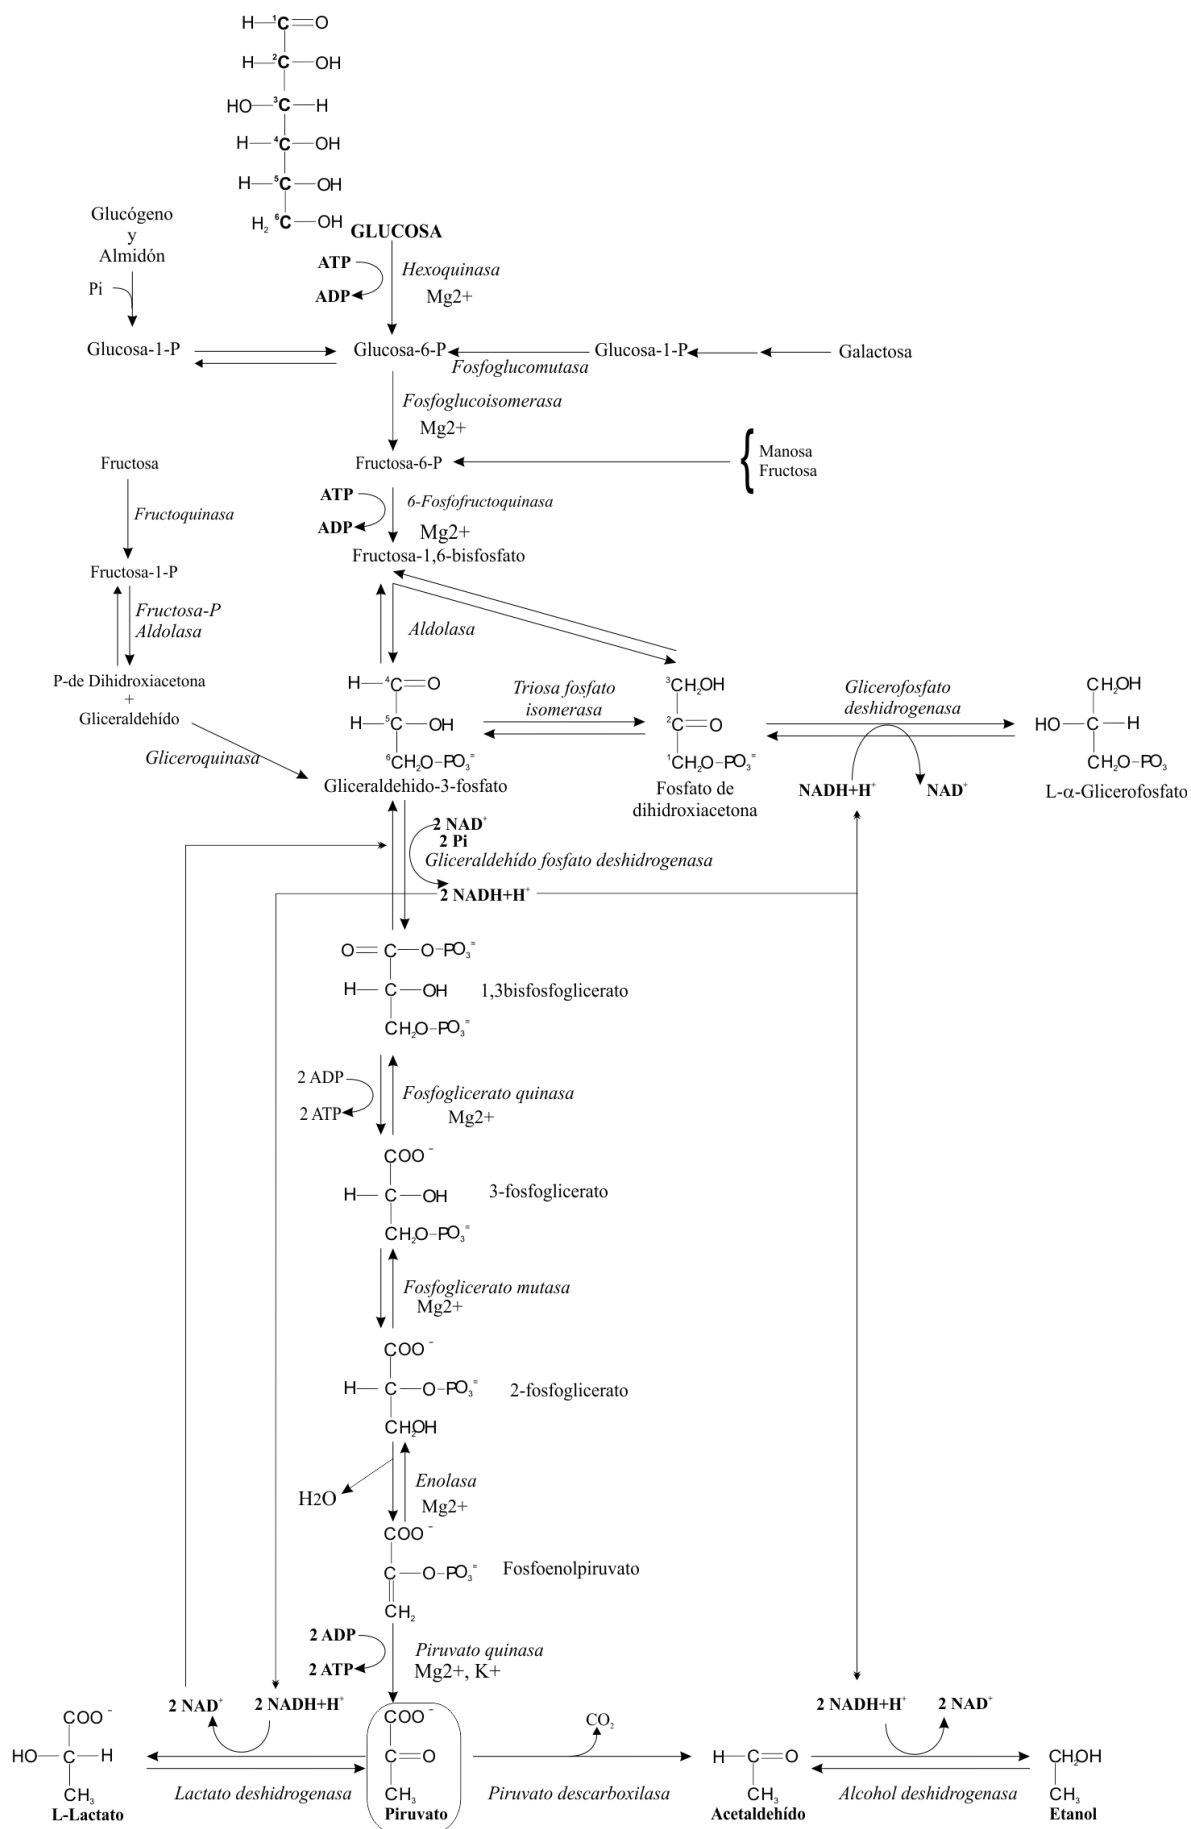 H—¹C=O
H—²C—OH
HO—³C—H
H—⁴C—OH
H—⁵C—OH
H₂ ⁶C—OH
GLUCOSA
Glucógeno
y
Almidón
Pi
ATP
ADP
Hexoquinasa
Mg2+
Glucosa-1-P
Glucosa-6-P
Fosfoglucomutasa
Glucosa-1-P
Galactosa
Fosfoglucoisomerasa
Mg2+
Fructosa
Fructosa-6-P
Manosa
Fructosa
Fructoquinasa
ATP
ADP
6-Fosfofructoquinasa
Mg2+
Fructosa-1,6-bisfosfato
Fructosa-1-P
Fructosa-P
Aldolasa
Aldolasa
P-de Dihidroxiacetona
+
Gliceraldehído
Gliceroquinasa
H—⁴C=O
H—⁵C—OH
⁶CH₂O–PO₃⁼
Gliceraldehido-3-fosfato
Triosa fosfato
isomerasa
³CH₂OH
²C=O
¹CH₂O–PO₃⁼
Fosfato de
dihidroxiacetona
Glicerofosfato
deshidrogenasa
NADH+H⁺
NAD⁺
CH₂OH
HO—C—H
CH₂O–PO₃
L-α-Glicerofosfato
2 NAD⁺
2 Pi
Gliceraldehído fosfato deshidrogenasa
2 NADH+H⁺
O=C—O–PO₃⁼
H—C—OH
CH₂O–PO₃⁼
1,3bisfosfoglicerato
2 ADP
2 ATP
Fosfoglicerato quinasa
Mg2+
COO⁻
H—C—OH
CH₂O–PO₃⁼
3-fosfoglicerato
Fosfoglicerato mutasa
Mg2+
COO⁻
H—C—O–PO₃⁼
CH₂OH
2-fosfoglicerato
H2O
Enolasa
Mg2+
COO⁻
C—O–PO₃⁼
CH₂
Fosfoenolpiruvato
2 ADP
2 ATP
Piruvato quinasa
Mg2+, K+
2 NAD⁺
2 NADH+H⁺
COO⁻
HO—C—H
CH₃
L-Lactato
Lactato deshidrogenasa
COO⁻
C=O
CH₃
Piruvato
CO₂
Piruvato descarboxilasa
H—C=O
CH₃
Acetaldehído
2 NADH+H⁺
2 NAD⁺
Alcohol deshidrogenasa
CH₂OH
CH₃
Etanol